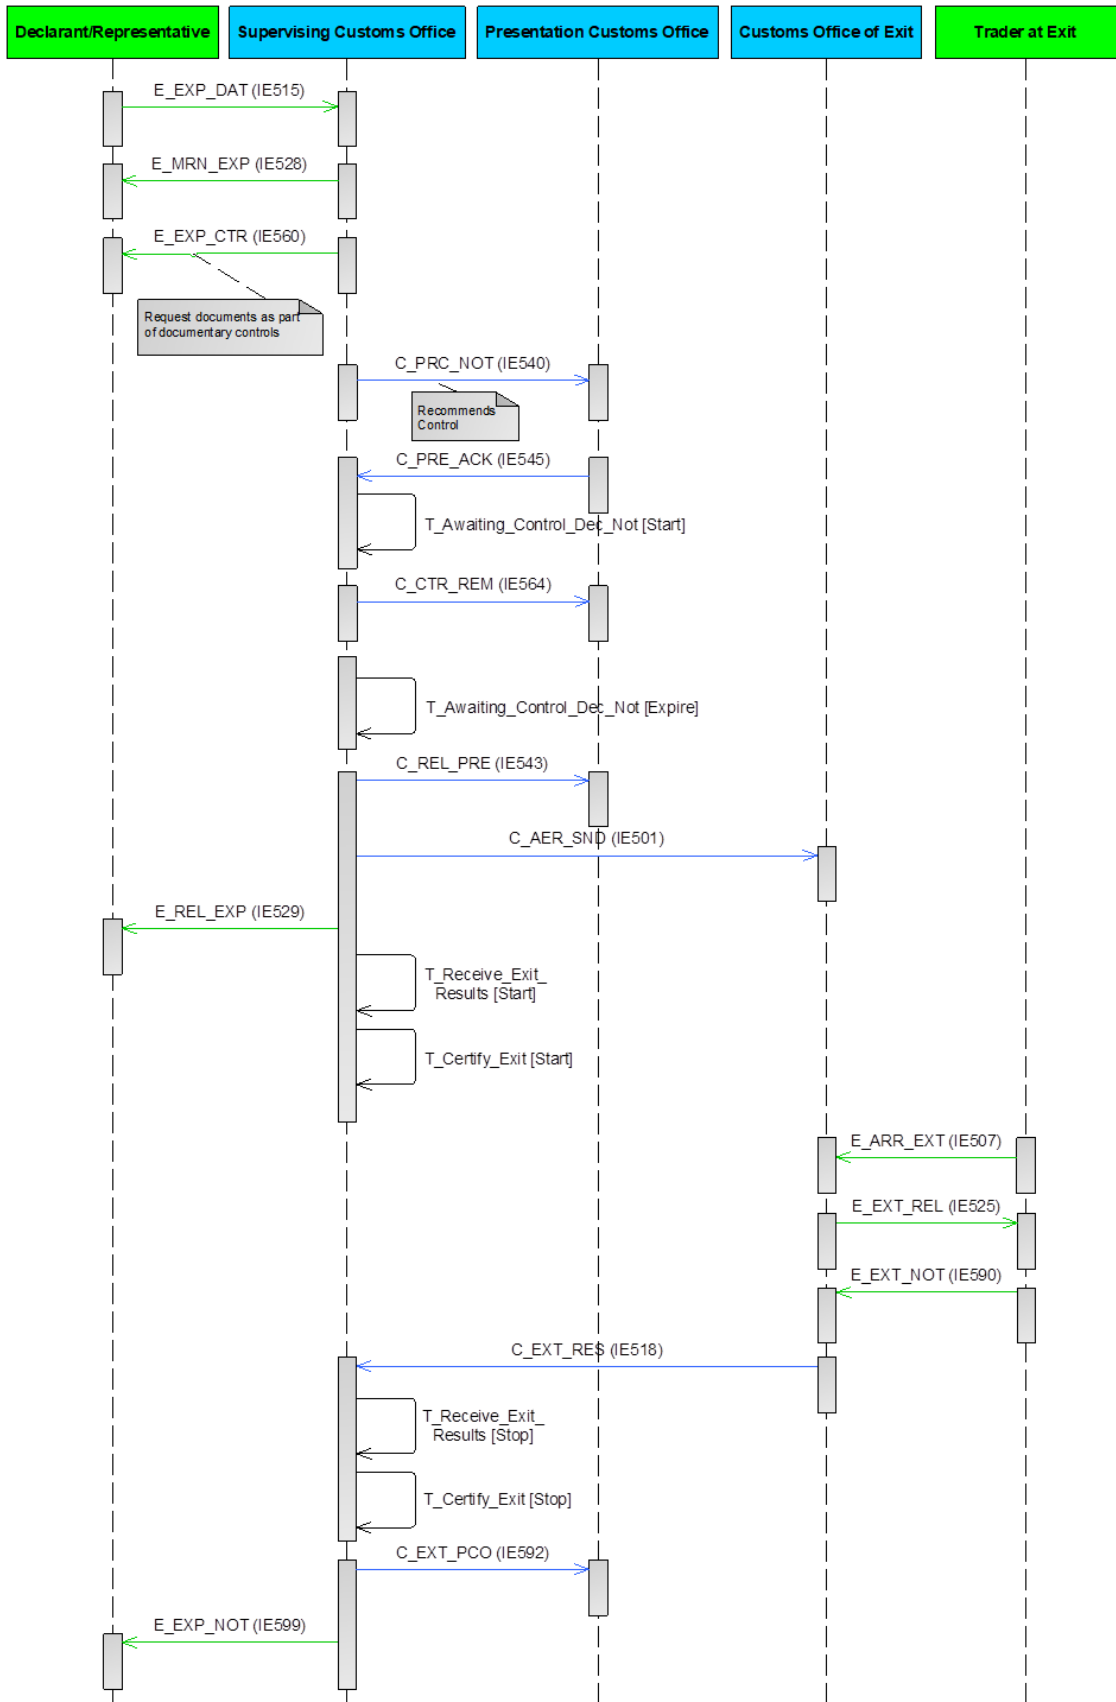 Declarant/Representative
Supervising Customs Office
Presentation Customs Office
Customs Office of Exit
Trader at Exit
E_EXP_DAT (IE515)
E_MRN_EXP (IE528)
E_EXP_CTR (IE560)
Request documents as part
of documentary controls
C_PRC_NOT (IE540)
Recommends
Control
C_PRE_ACK (IE545)
T_Awaiting_Control_Dec_Not [Start]
C_CTR_REM (IE564)
T_Awaiting_Control_Dec_Not [Expire]
C_REL_PRE (IE543)
C_AER_SND (IE501)
E_REL_EXP (IE529)
T_Receive_Exit_
Results [Start]
T_Certify_Exit [Start]
E_ARR_EXT (IE507)
E_EXT_REL (IE525)
E_EXT_NOT (IE590)
C_EXT_RES (IE518)
T_Receive_Exit_
Results [Stop]
T_Certify_Exit [Stop]
C_EXT_PCO (IE592)
E_EXP_NOT (IE599)